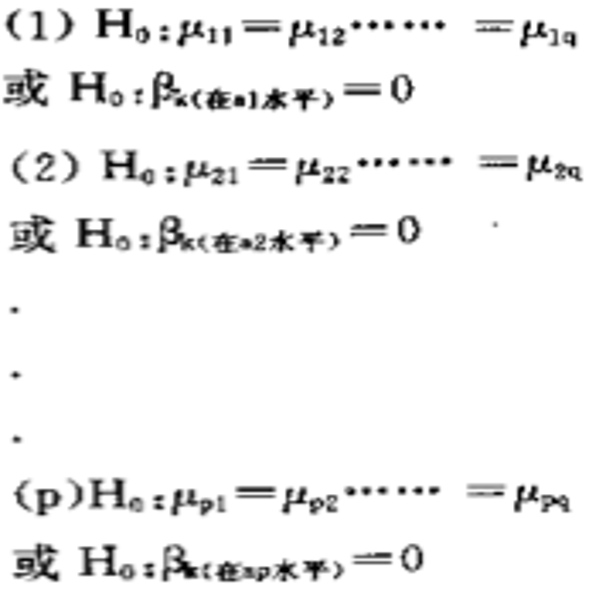 (1) H₀:μ₁₁=μ₁₂…… =μ₁q
或 H₀:βₖ(在a1水平)=0
(2) H₀:μ₂₁=μ₂₂…… =μ₂q
或 H₀:βₖ(在a2水平)=0
.
.
.
(p)H₀:μp₁=μp₂…… =μpq
或 H₀:βₖ(在ap水平)=0